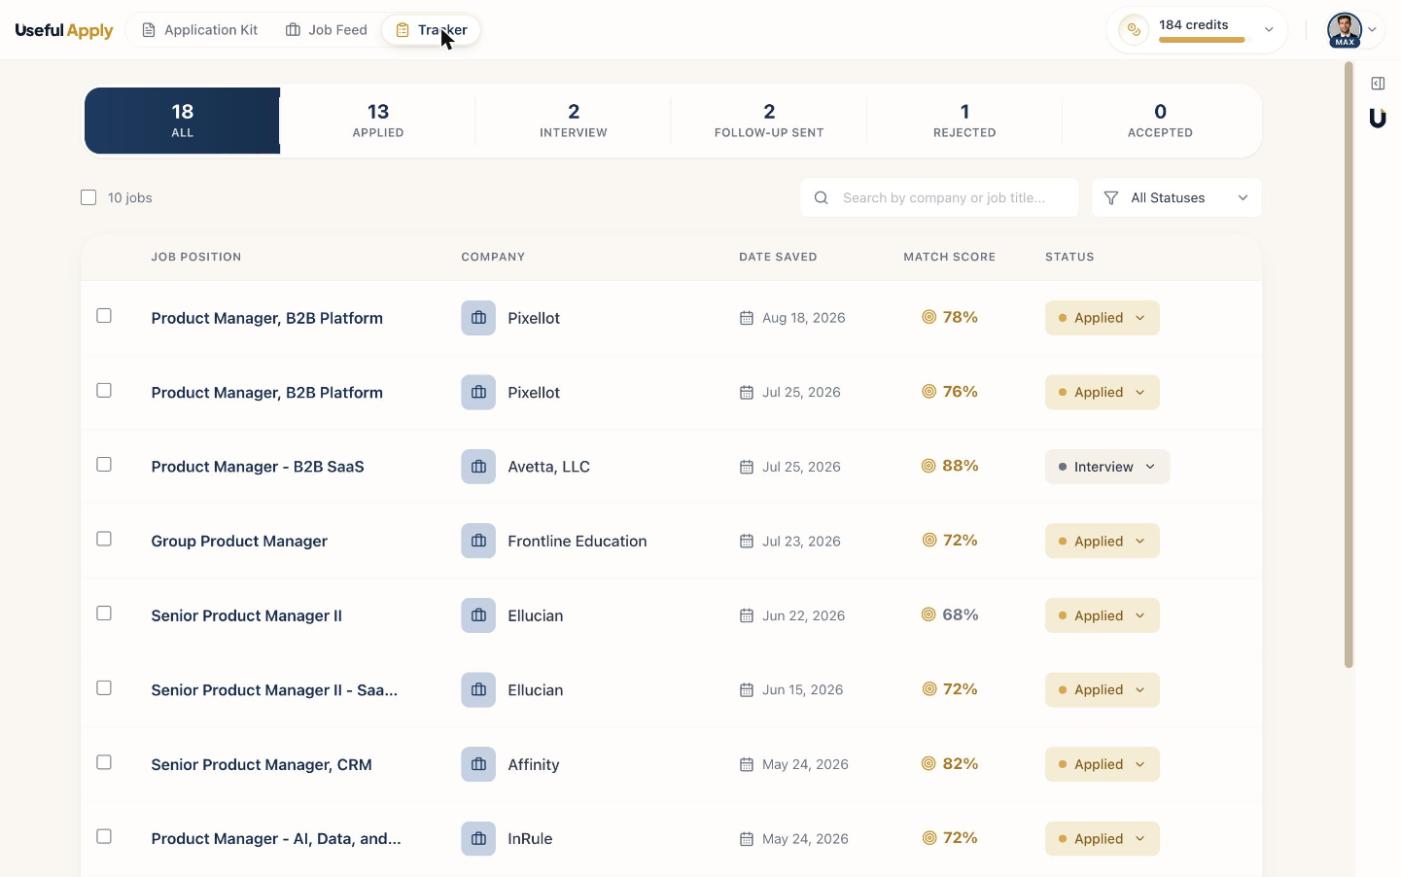 Useful Apply
Application Kit
Job Feed
Tracker
184 credits
MAX
18
ALL
13
APPLIED
2
INTERVIEW
2
FOLLOW-UP SENT
1
REJECTED
0
ACCEPTED
10 jobs
Search by company or job title...
All Statuses
JOB POSITION COMPANY DATE SAVED MATCH SCORE STATUS
Product Manager, B2B Platform Pixellot Aug 18, 2026 78% Applied
Product Manager, B2B Platform Pixellot Jul 25, 2026 76% Applied
Product Manager - B2B SaaS Avetta, LLC Jul 25, 2026 88% Interview
Group Product Manager Frontline Education Jul 23, 2026 72% Applied
Senior Product Manager II Ellucian Jun 22, 2026 68% Applied
Senior Product Manager II - Saa... Ellucian Jun 15, 2026 72% Applied
Senior Product Manager, CRM Affinity May 24, 2026 82% Applied
Product Manager - AI, Data, and... InRule May 24, 2026 72% Applied